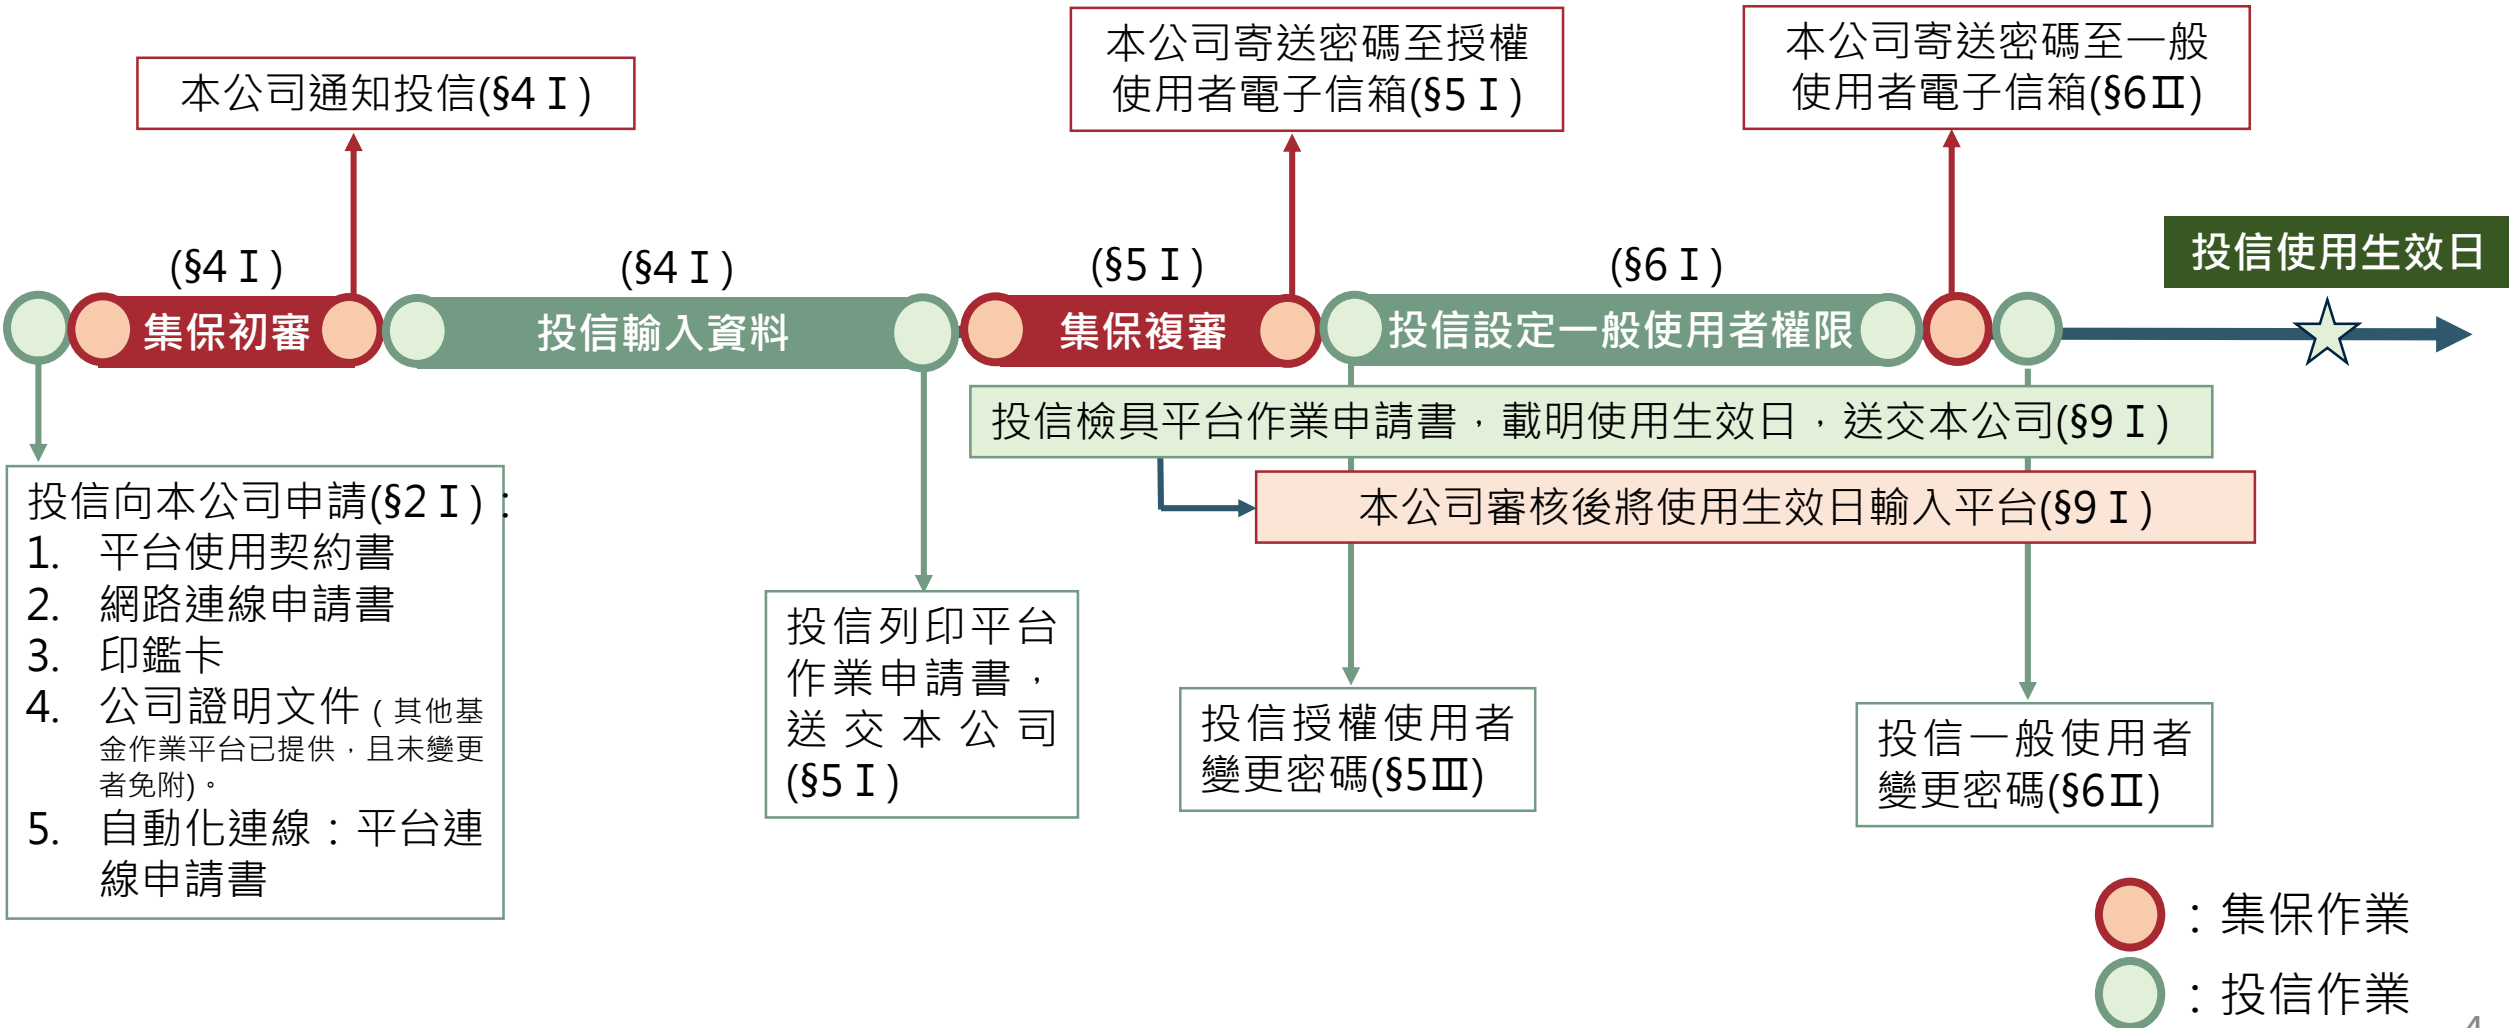 本公司通知投信(§4Ⅰ)
本公司寄送密碼至授權
使用者電子信箱(§5Ⅰ)
本公司寄送密碼至一般
使用者電子信箱(§6Ⅱ)
(§4Ⅰ)
(§4Ⅰ)
(§5Ⅰ)
(§6Ⅰ)
投信使用生效日
集保初審
投信輸入資料
集保複審
投信設定一般使用者權限
投信檢具平台作業申請書，載明使用生效日，送交本公司(§9Ⅰ)
本公司審核後將使用生效日輸入平台(§9Ⅰ)
投信向本公司申請(§2Ⅰ)：
1. 平台使用契約書
2. 網路連線申請書
3. 印鑑卡
4. 公司證明文件（其他基
金作業平台已提供，且未變更
者免附)。
5. 自動化連線：平台連
線申請書
投信列印平台
作業申請書，
送交本公司
(§5Ⅰ)
投信授權使用者
變更密碼(§5Ⅲ)
投信一般使用者
變更密碼(§6Ⅱ)
：集保作業
：投信作業
4